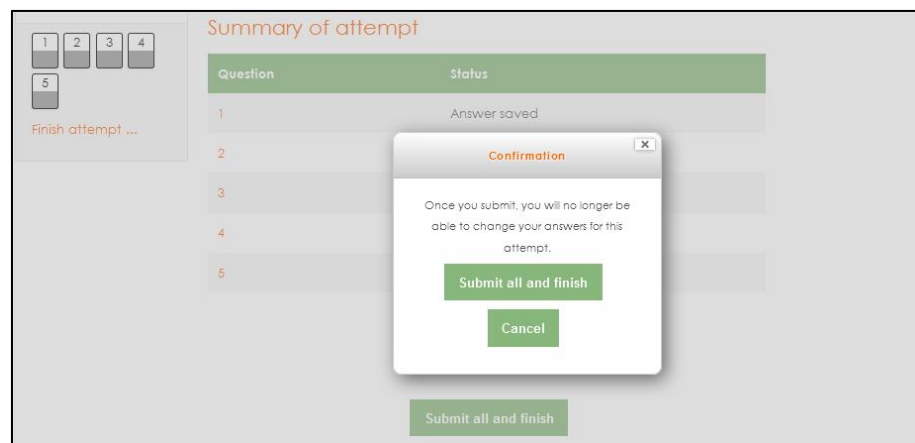 1 2 3 4
5
Finish attempt ...
Summary of attempt
Question Status
1 Answer saved
2
3
4
5
Confirmation
Once you submit, you will no longer be
able to change your answers for this
attempt.
Submit all and finish
Cancel
Submit all and finish